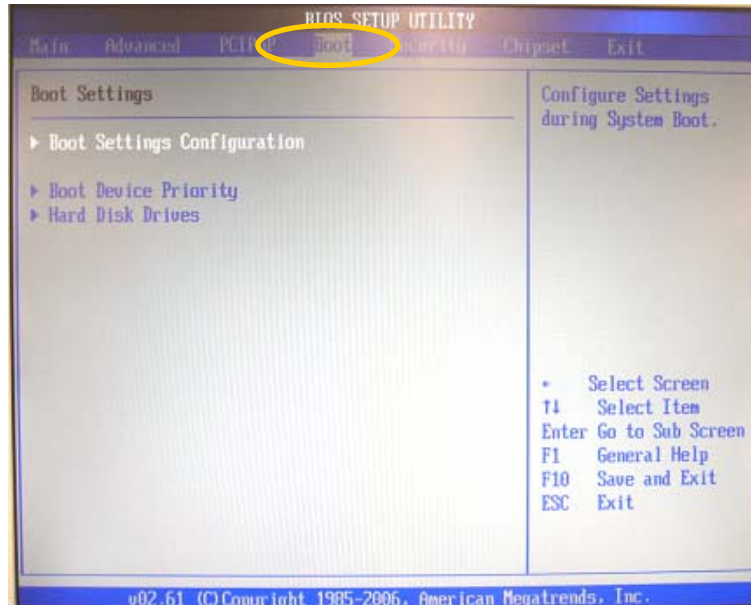 BIOS SETUP UTILITY
Main Advanced Boot Chipset Exit
Boot Settings
▶ Boot Settings Configuration
▶ Boot Device Priority
▶ Hard Disk Drives
Configure Settings
during System Boot.
← Select Screen
↑↓ Select Item
Enter Go to Sub Screen
F1 General Help
F10 Save and Exit
ESC Exit
v02.61 (C)Copyright 1985-2006, American Megatrends, Inc.